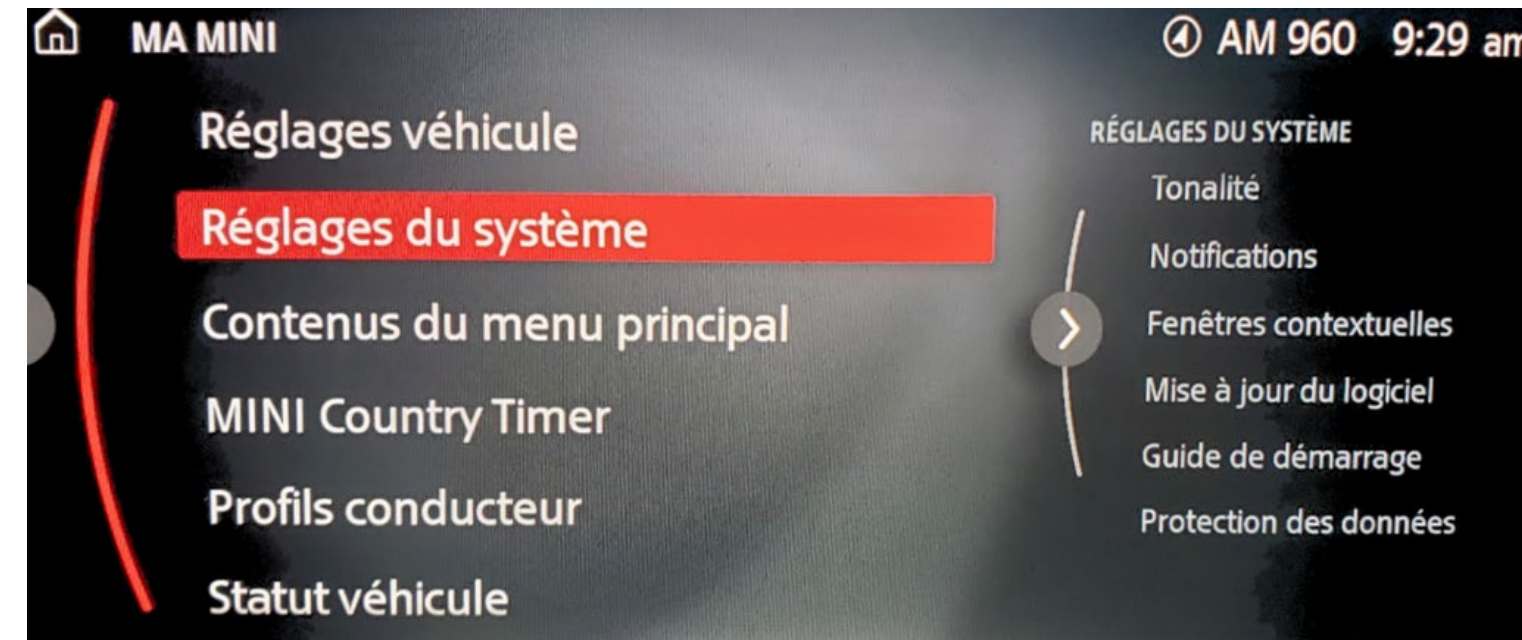 MA MINI
AM 960 9:29 am
Réglages véhicule
Réglages du système
Contenus du menu principal
MINI Country Timer
Profils conducteur
Statut véhicule
RÉGLAGES DU SYSTÈME
Tonalité
Notifications
Fenêtres contextuelles
Mise à jour du logiciel
Guide de démarrage
Protection des données